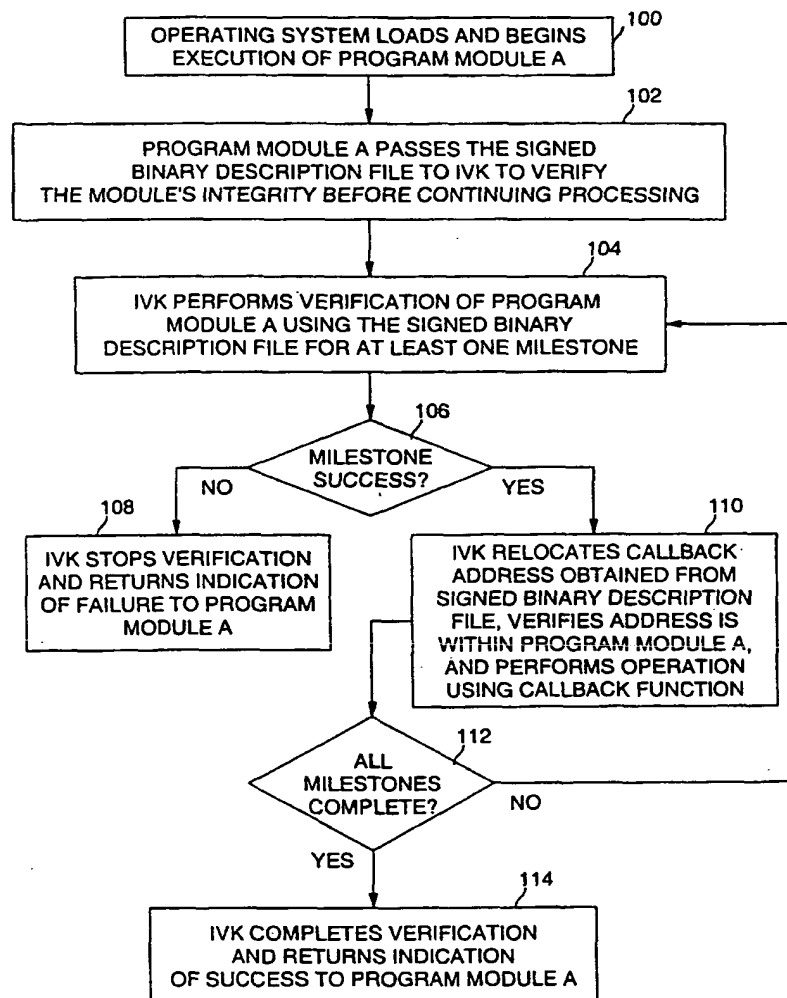 100
OPERATING SYSTEM LOADS AND BEGINS
EXECUTION OF PROGRAM MODULE A
102
PROGRAM MODULE A PASSES THE SIGNED
BINARY DESCRIPTION FILE TO IVK TO VERIFY
THE MODULE'S INTEGRITY BEFORE CONTINUING PROCESSING
104
IVK PERFORMS VERIFICATION OF PROGRAM
MODULE A USING THE SIGNED BINARY
DESCRIPTION FILE FOR AT LEAST ONE MILESTONE
106
MILESTONE
SUCCESS?
NO
YES
108
IVK STOPS VERIFICATION
AND RETURNS INDICATION
OF FAILURE TO PROGRAM
MODULE A
110
IVK RELOCATES CALLBACK
ADDRESS OBTAINED FROM
SIGNED BINARY DESCRIPTION
FILE, VERIFIES ADDRESS IS
WITHIN PROGRAM MODULE A,
AND PERFORMS OPERATION
USING CALLBACK FUNCTION
112
ALL
MILESTONES
COMPLETE?
NO
YES
114
IVK COMPLETES VERIFICATION
AND RETURNS INDICATION
OF SUCCESS TO PROGRAM MODULE A